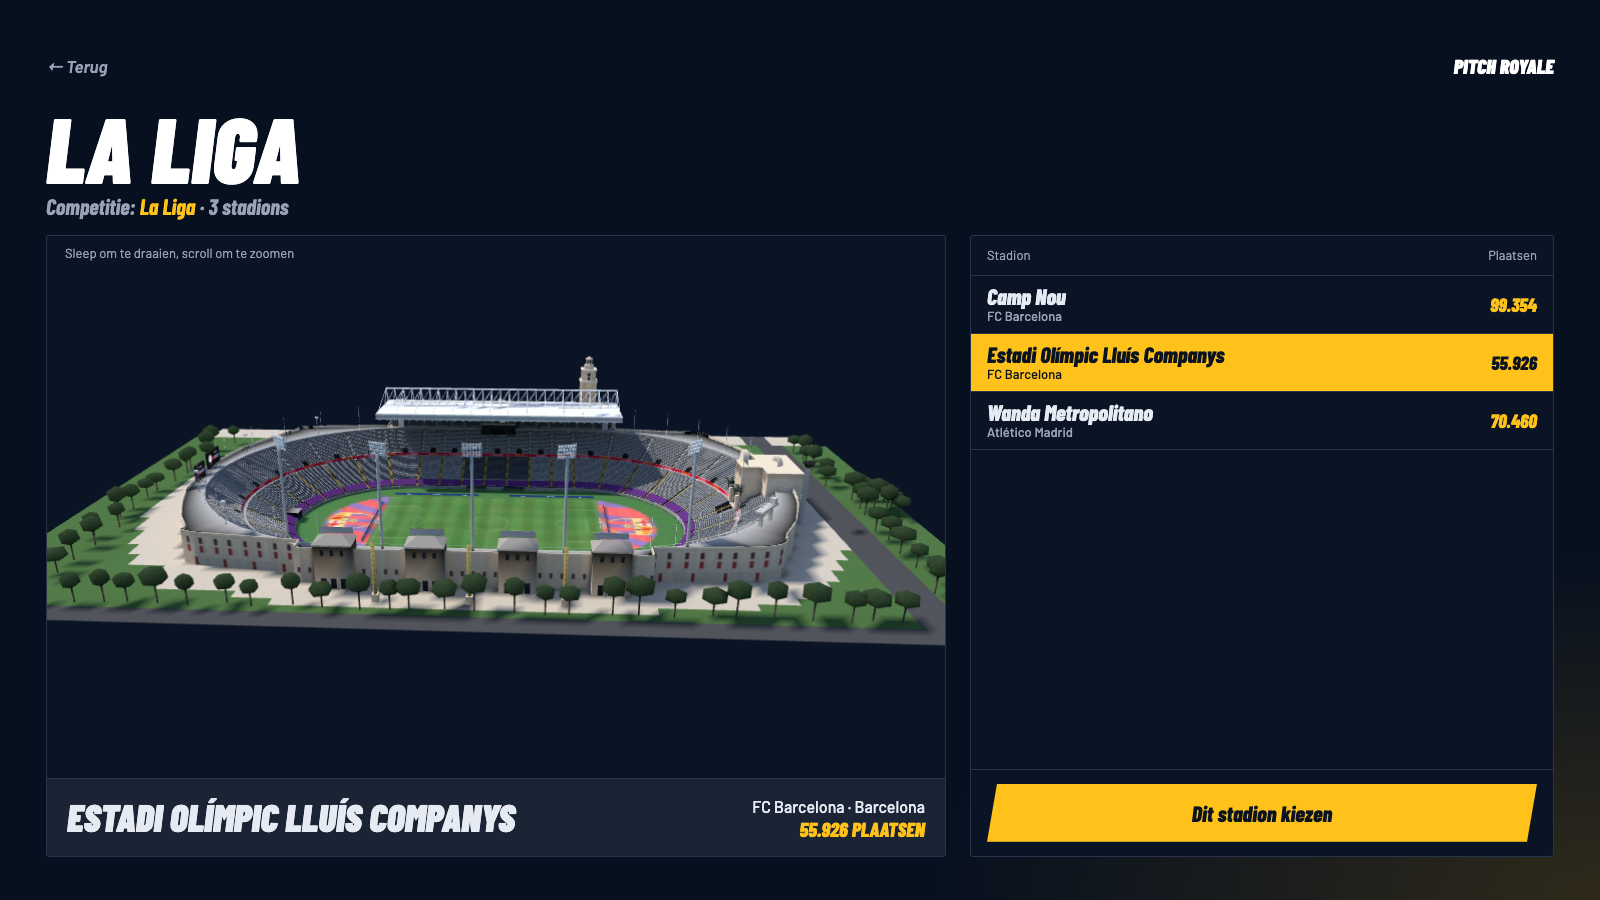 ← Terug
PITCH ROYALE
LA LIGA
Competitie: La Liga · 3 stadions
Sleep om te draaien, scroll om te zoomen
ESTADI OLÍMPIC LLUÍS COMPANYS
FC Barcelona · Barcelona
55.926 PLAATSEN
Stadion Plaatsen
Camp Nou
FC Barcelona
99.354
Estadi Olímpic Lluís Companys
FC Barcelona
55.926
Wanda Metropolitano
Atlético Madrid
70.460
Dit stadion kiezen